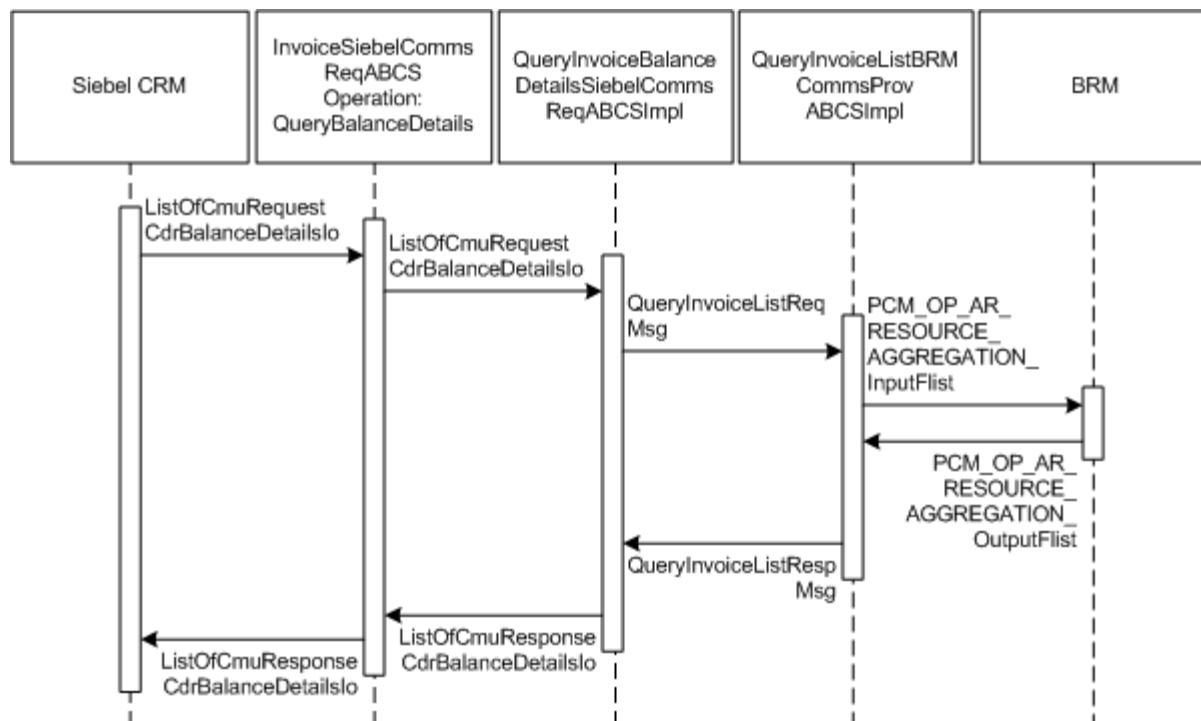 Siebel CRM
InvoiceSiebelComms
ReqABCS
Operation:
QueryBalanceDetails
QueryInvoiceBalance
DetailsSiebelComms
ReqABCSImpl
QueryInvoiceListBRM
CommsProv
ABCSImpl
BRM
ListOfCmuRequest
CdrBalanceDetailsIo
ListOfCmuRequest
CdrBalanceDetailsIo
QueryInvoiceListReq
Msg
PCM_OP_AR_
RESOURCE_
AGGREGATION_
InputFlist
PCM_OP_AR_
RESOURCE_
AGGREGATION_
OutputFlist
QueryInvoiceListResp
Msg
ListOfCmuResponse
CdrBalanceDetailsIo
ListOfCmuResponse
CdrBalanceDetailsIo